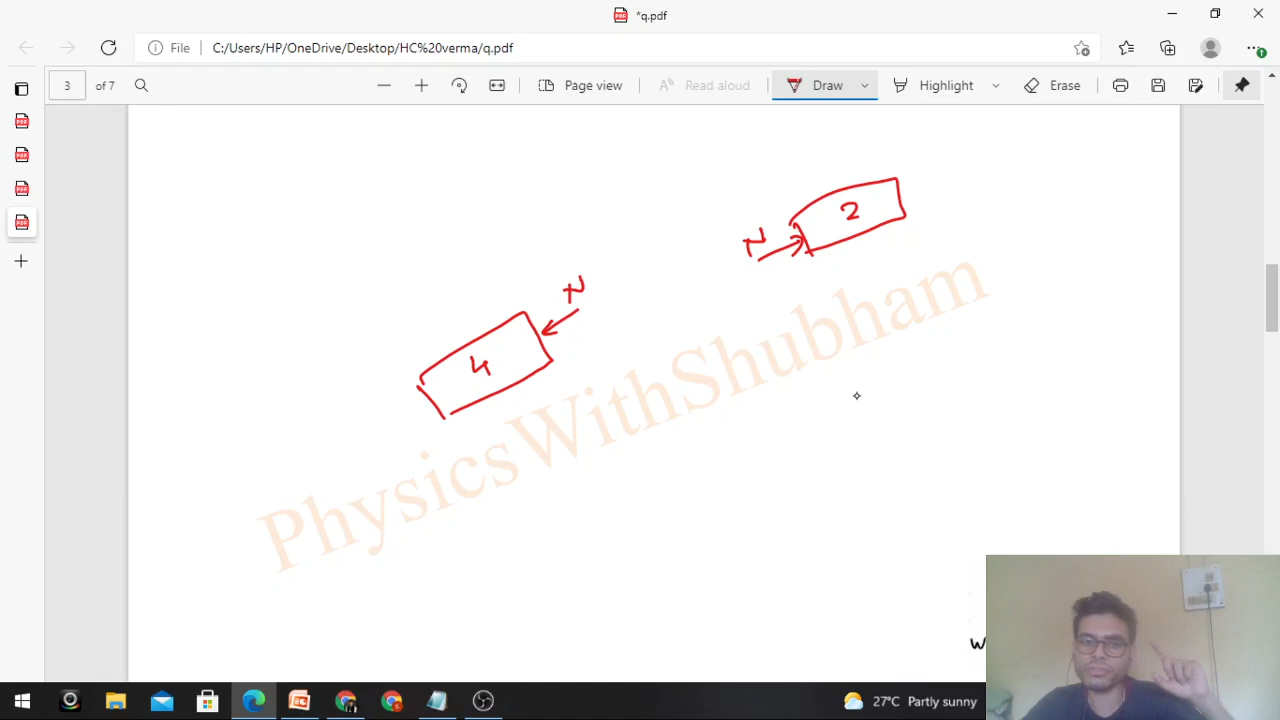 *q.pdf
File C:/Users/HP/OneDrive/Desktop/HC%20verma/q.pdf
3 of 7 Page view Read aloud Draw Highlight Erase
2
N
N
4
PhysicsWithShubham
W
27°C Partly sunny